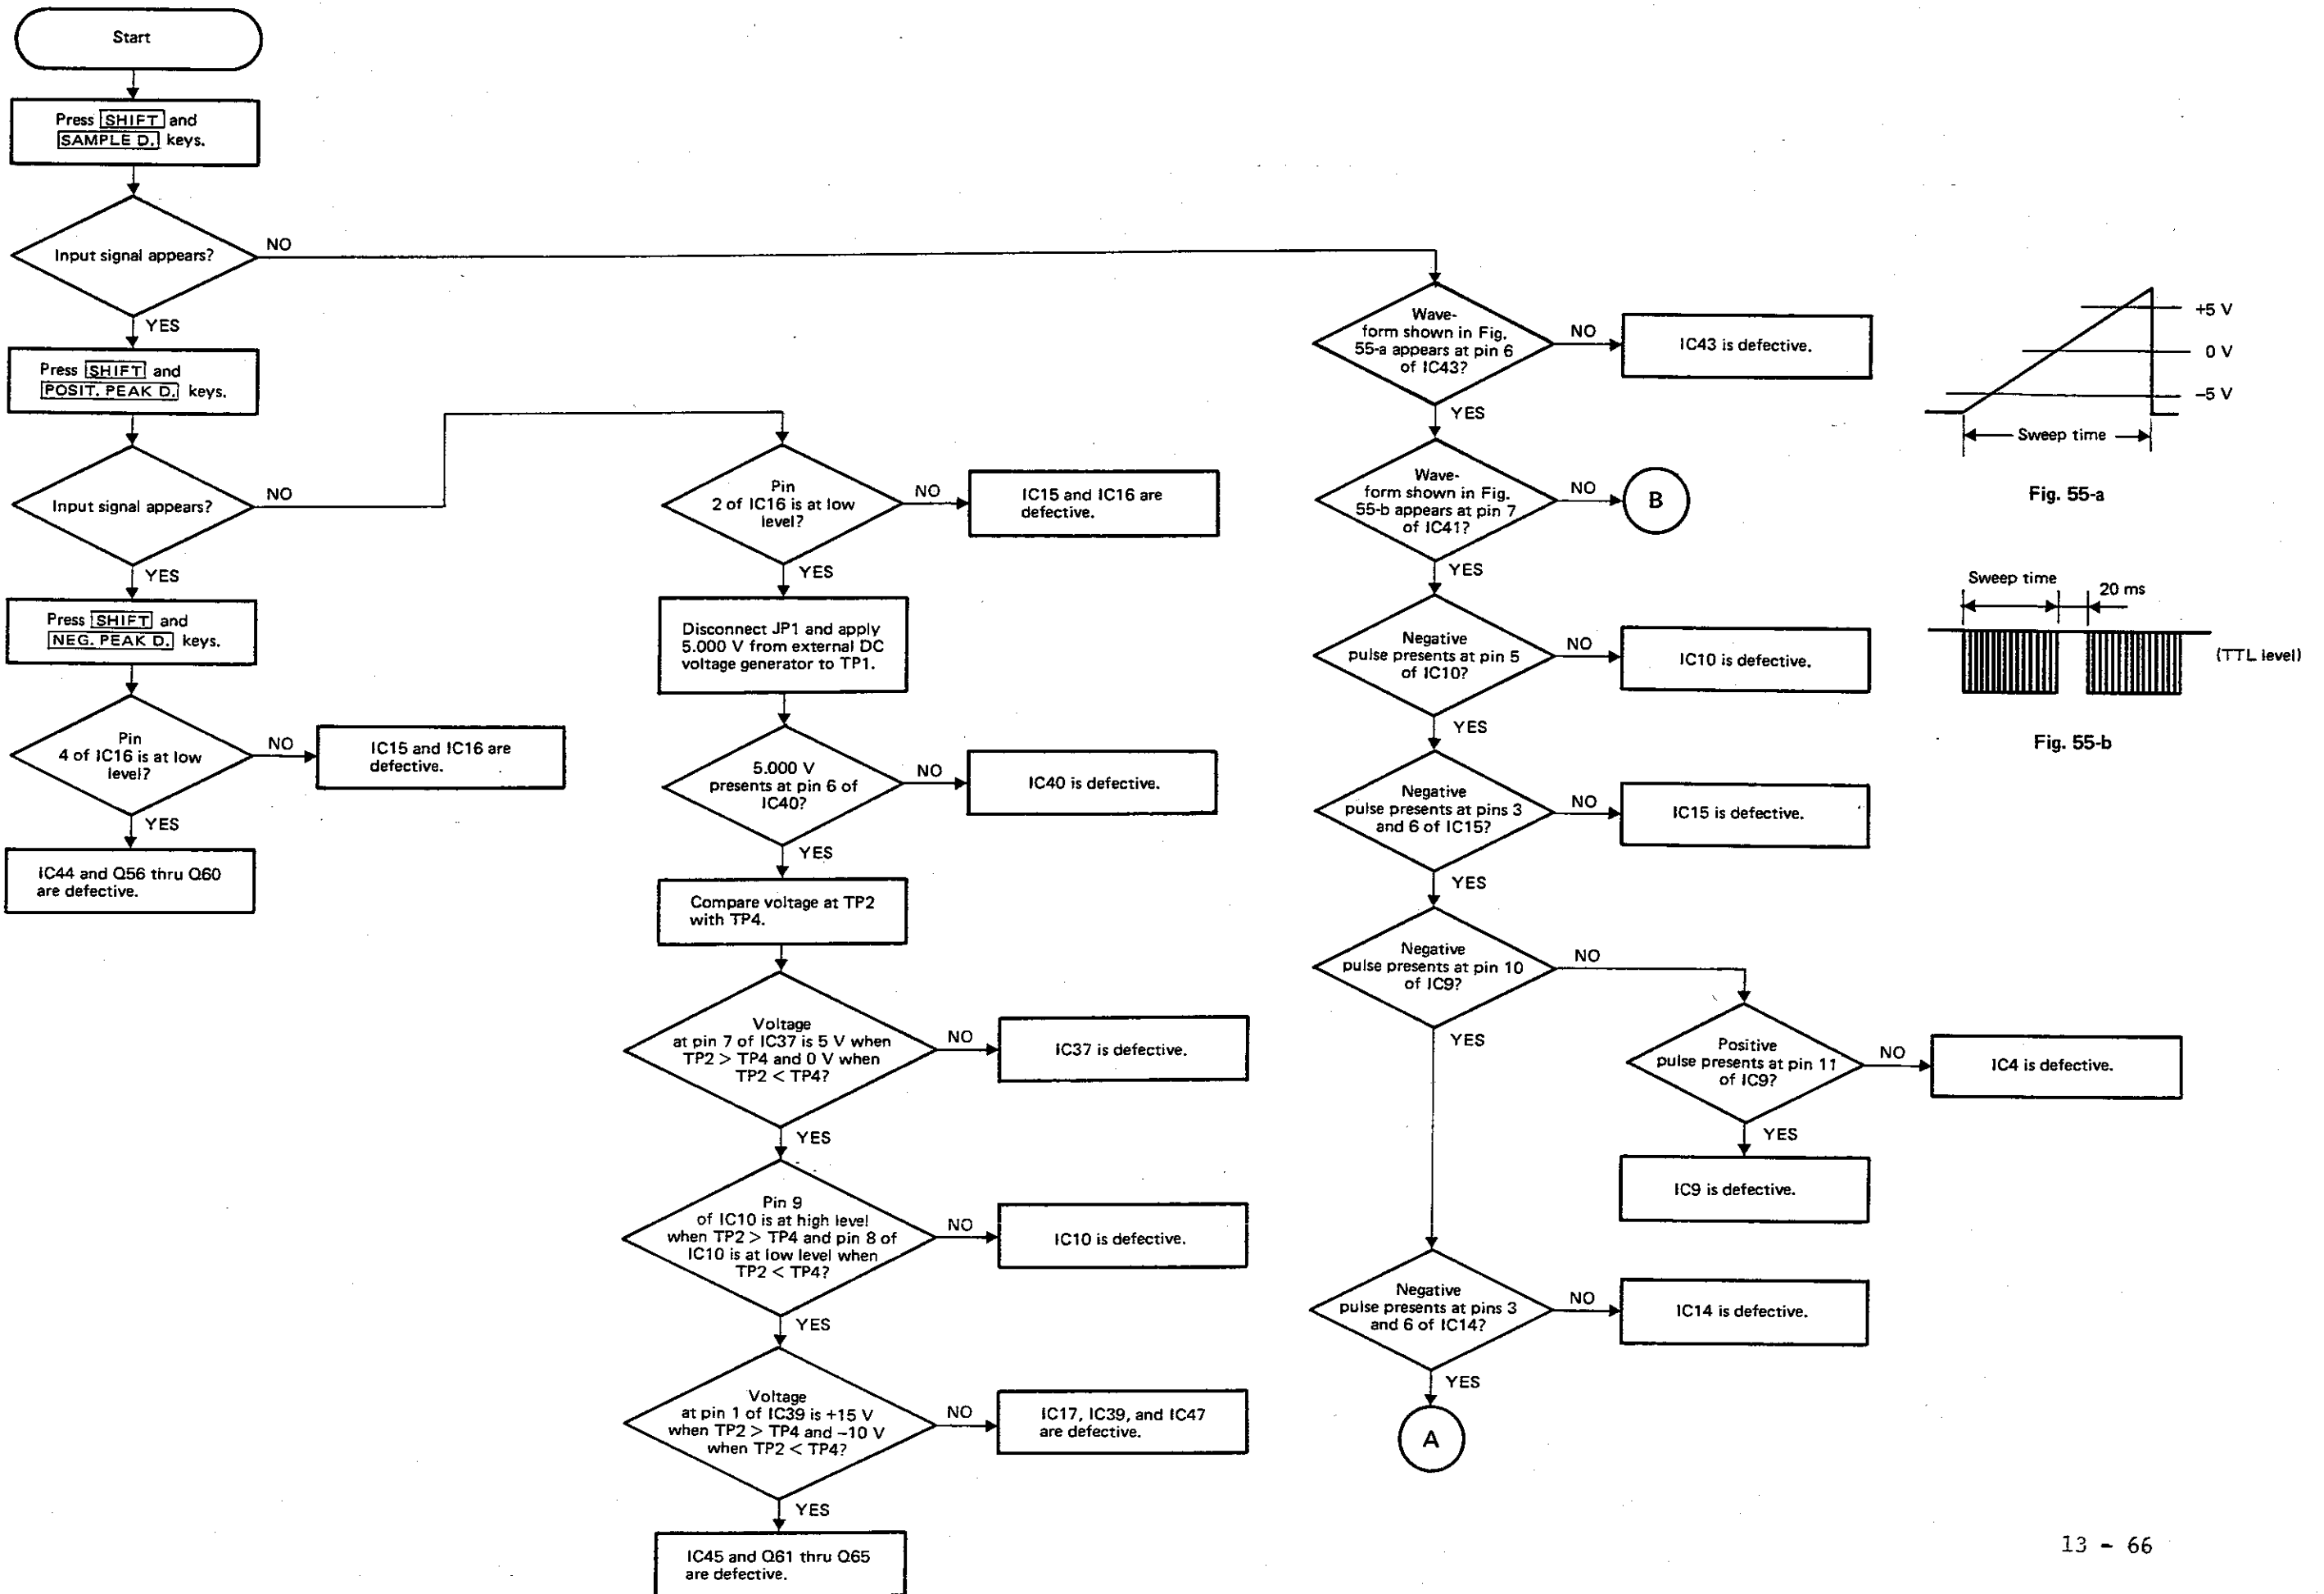 Start
Press SHIFT and
SAMPLE D. keys.
Input signal appears?
NO
YES
Press SHIFT and
POSIT. PEAK D. keys.
Input signal appears?
NO
YES
Press SHIFT and
NEG. PEAK D. keys.
Pin
4 of IC16 is at low
level?
NO
IC15 and IC16 are
defective.
YES
IC44 and Q56 thru Q60
are defective.
Pin
2 of IC16 is at low
level?
NO
IC15 and IC16 are
defective.
YES
Disconnect JP1 and apply
5.000 V from external DC
voltage generator to TP1.
5.000 V
presents at pin 6 of
IC40?
NO
IC40 is defective.
YES
Compare voltage at TP2
with TP4.
Voltage
at pin 7 of IC37 is 5 V when
TP2 > TP4 and 0 V when
TP2 < TP4?
NO
IC37 is defective.
YES
Pin 9
of IC10 is at high level
when TP2 > TP4 and pin 8 of
IC10 is at low level when
TP2 < TP4?
NO
IC10 is defective.
YES
Voltage
at pin 1 of IC39 is +15 V
when TP2 > TP4 and −10 V
when TP2 < TP4?
NO
IC17, IC39, and IC47
are defective.
YES
IC45 and Q61 thru Q65
are defective.
Wave-
form shown in Fig.
55-a appears at pin 6
of IC43?
NO
IC43 is defective.
YES
Wave-
form shown in Fig.
55-b appears at pin 7
of IC41?
NO
B
YES
Negative
pulse presents at pin 5
of IC10?
NO
IC10 is defective.
YES
Negative
pulse presents at pins 3
and 6 of IC15?
NO
IC15 is defective.
YES
Negative
pulse presents at pin 10
of IC9?
NO
YES
Positive
pulse presents at pin 11
of IC9?
NO
IC4 is defective.
YES
IC9 is defective.
Negative
pulse presents at pins 3
and 6 of IC14?
NO
IC14 is defective.
YES
A
+5 V
0 V
−5 V
Sweep time
Fig. 55-a
Sweep time
20 ms
(TTL level)
Fig. 55-b
13 - 66